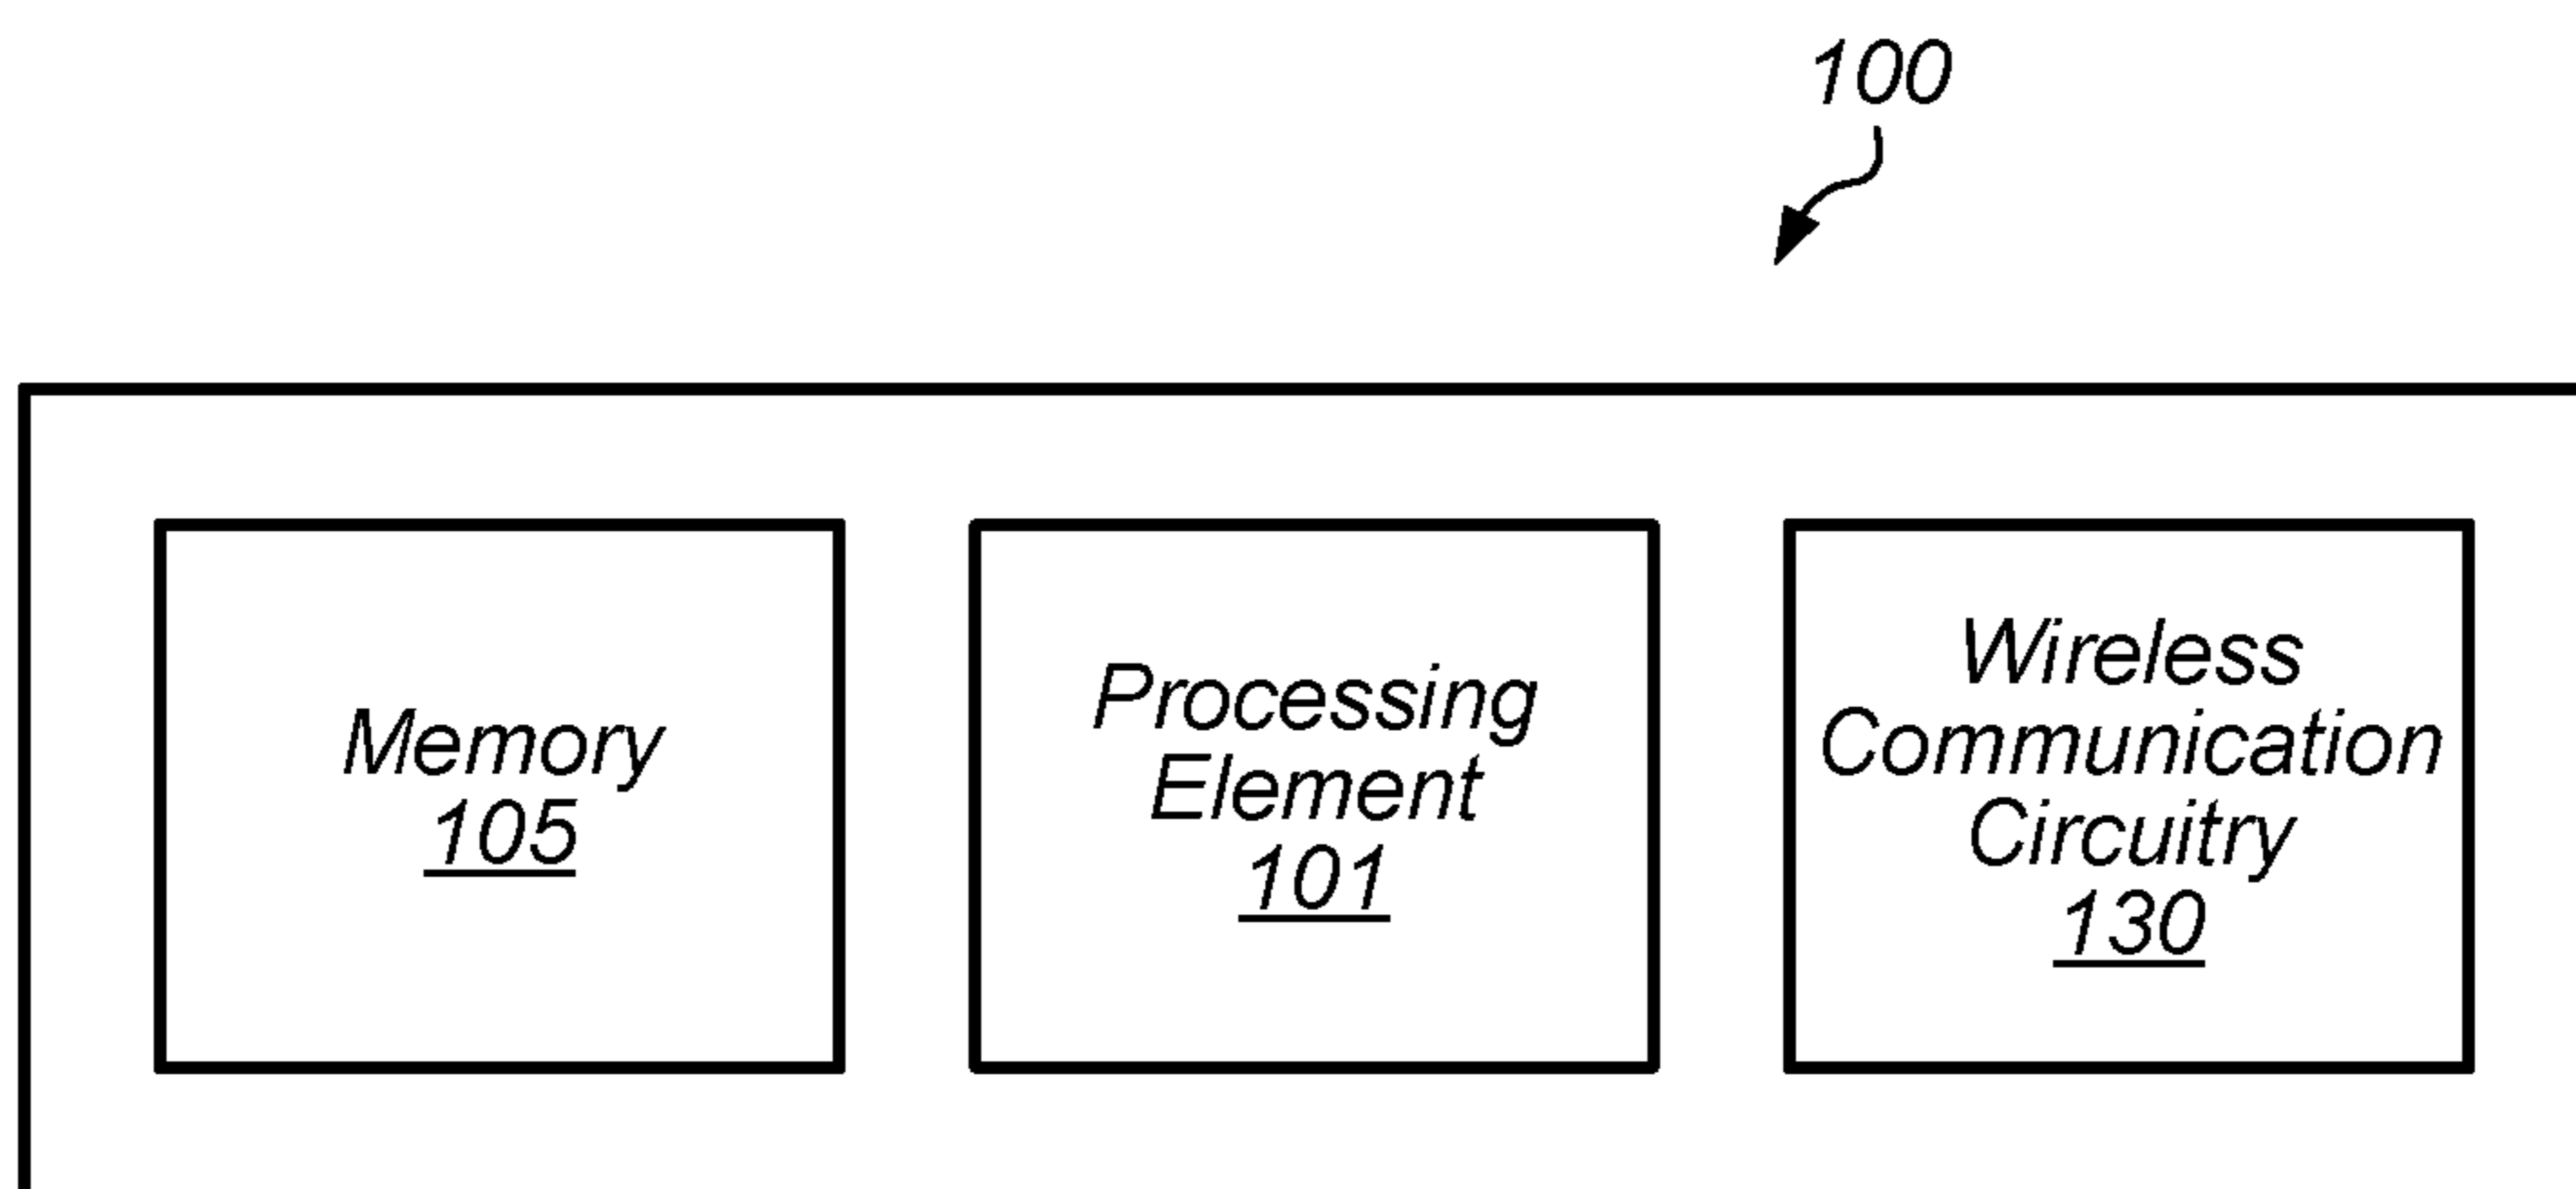 100
Memory
105
Processing
Element
101
Wireless
Communication
Circuitry
130